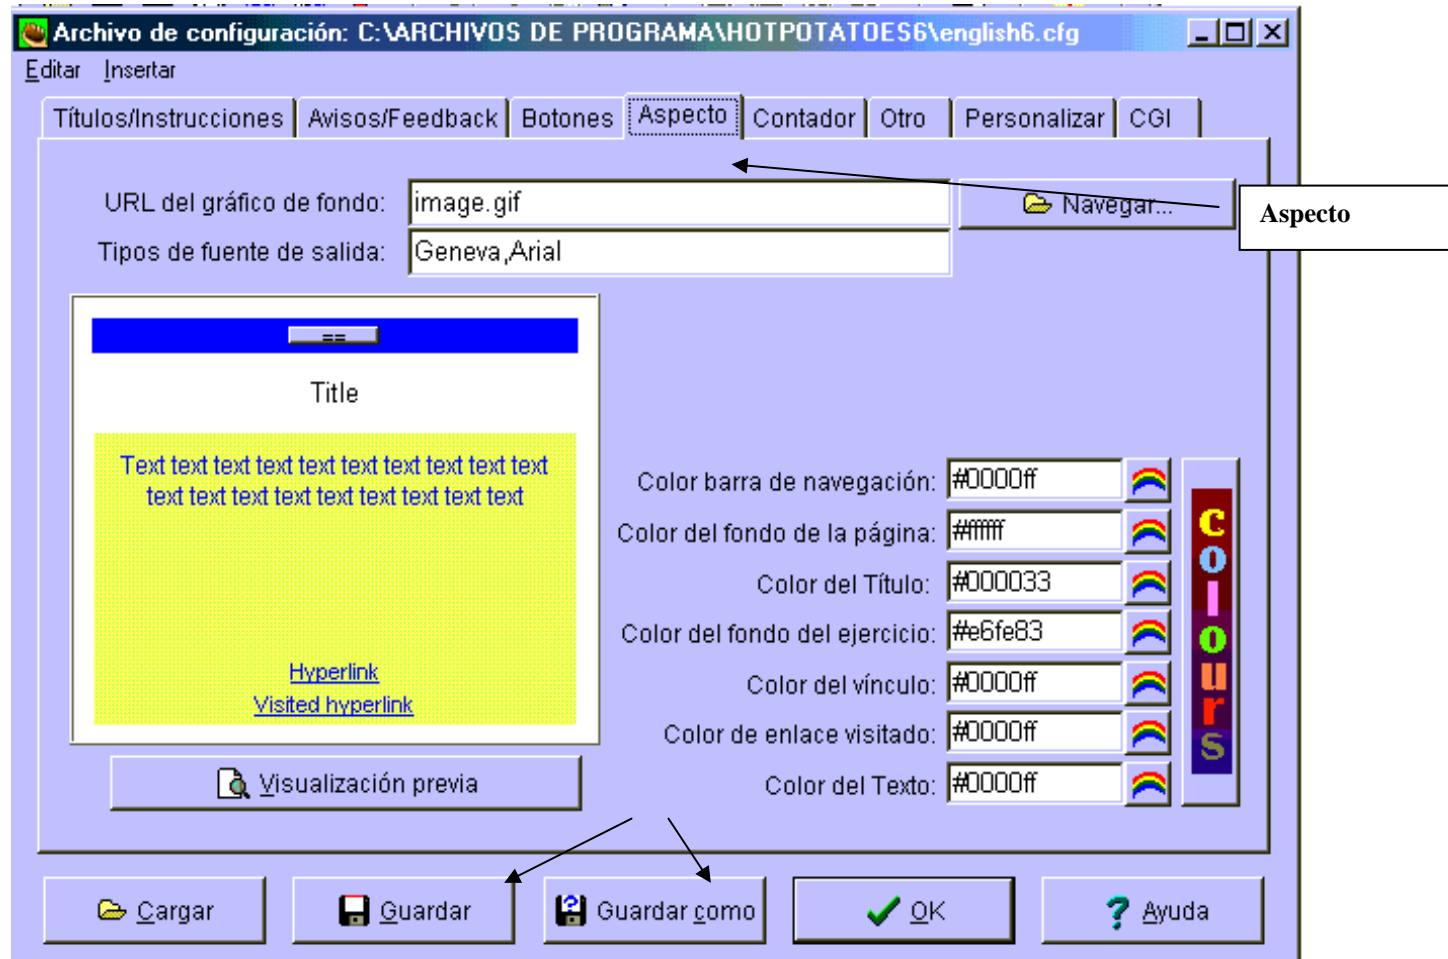 Archivo de configuración: C:\ARCHIVOS DE PROGRAMA\HOTPOTATOES6\english6.cfg
Editar Insertar
Títulos/Instrucciones Avisos/Feedback Botones Aspecto Contador Otro Personalizar CGI
URL del gráfico de fondo: image.gif Navegar...
Aspecto
Tipos de fuente de salida: Geneva,Arial
==
Title
Text text text text text text text text text text
text text text text text text text text text
Hyperlink
Visited hyperlink
Visualización previa
Color barra de navegación: #0000ff
Color del fondo de la página: #ffffff
Color del Título: #000033
Color del fondo del ejercicio: #e6fe83
Color del vínculo: #0000ff
Color de enlace visitado: #0000ff
Color del Texto: #0000ff
colours
Cargar Guardar Guardar como OK Ayuda